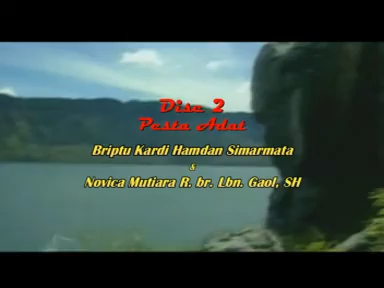 Disc 2
Pesta Adat
Briptu Kardi Hamdan Simarmata
&
Novica Mutiara R. br. Lbn. Gaol, SH